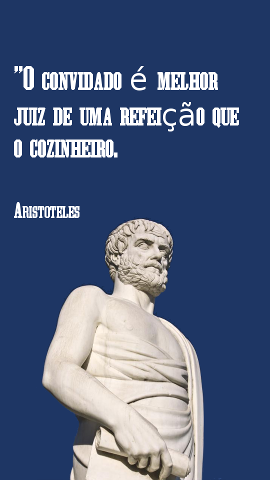 "O convidado é melhor
juiz de uma refeição que
o cozinheiro.
Aristoteles